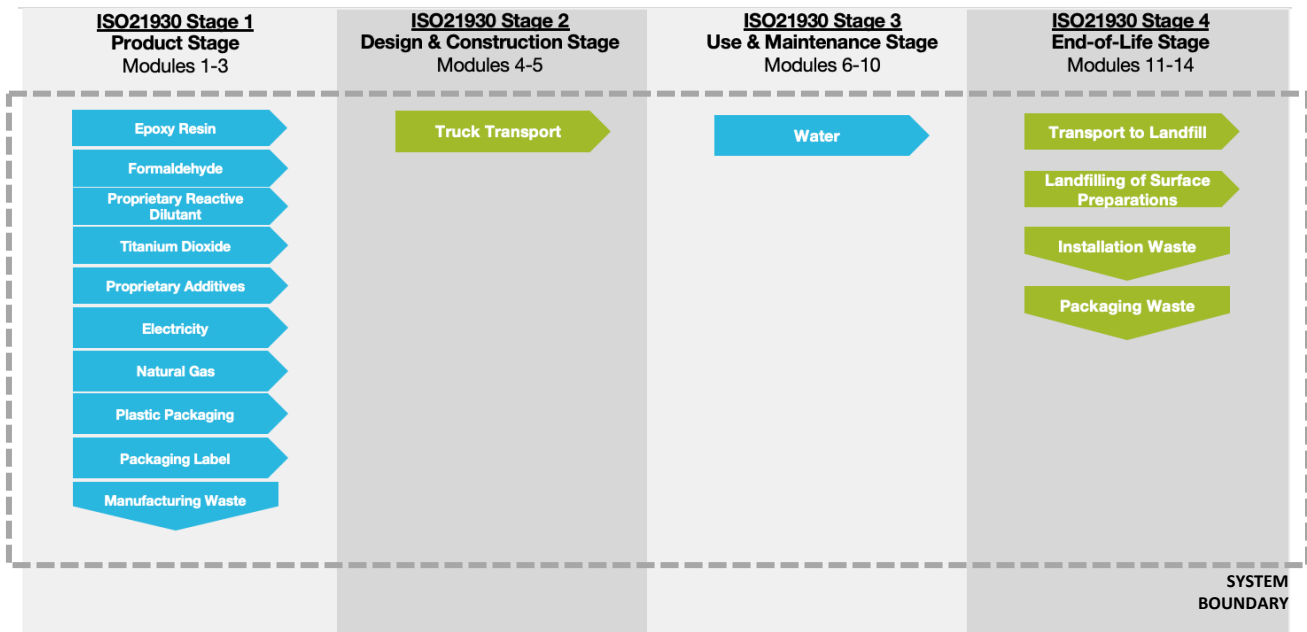 ISO21930 Stage 1
Product Stage
Modules 1-3
ISO21930 Stage 2
Design & Construction Stage
Modules 4-5
ISO21930 Stage 3
Use & Maintenance Stage
Modules 6-10
ISO21930 Stage 4
End-of-Life Stage
Modules 11-14
Epoxy Resin
Formaldehyde
Proprietary Reactive
Dilutant
Titanium Dioxide
Proprietary Additives
Electricity
Natural Gas
Plastic Packaging
Packaging Label
Manufacturing Waste
Truck Transport
Water
Transport to Landfill
Landfilling of Surface
Preparations
Installation Waste
Packaging Waste
SYSTEM
BOUNDARY